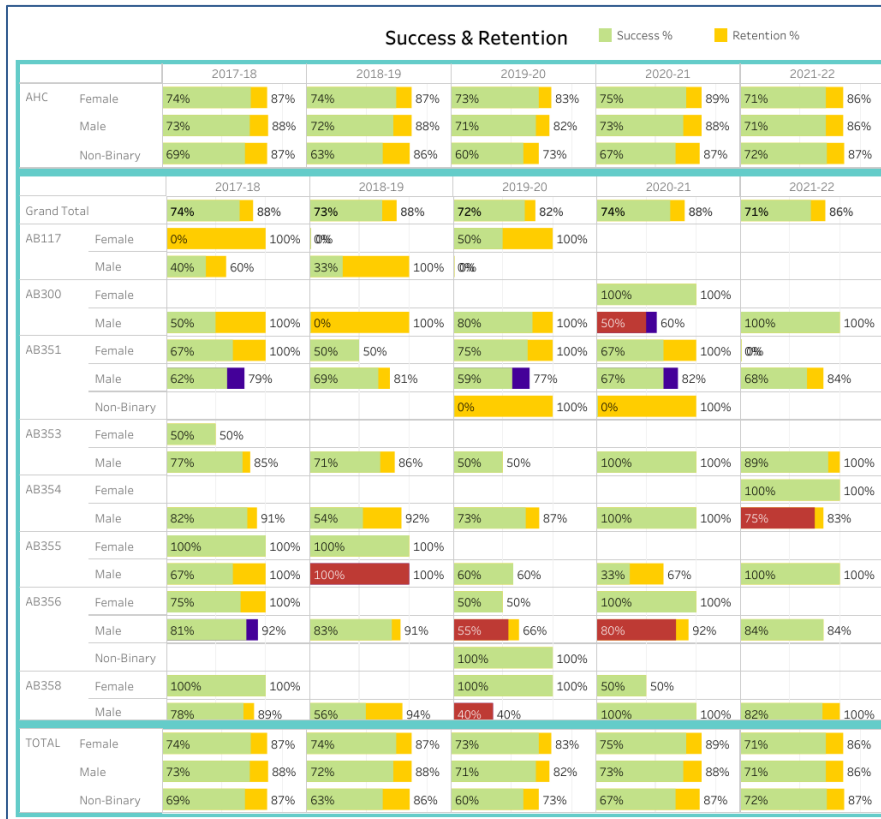 Success & Retention Success % Retention %
2017-18 2018-19 2019-20 2020-21 2021-22
AHC Female 74% 87% 74% 87% 73% 83% 75% 89% 71% 86%
Male 73% 88% 72% 88% 71% 82% 73% 88% 71% 86%
Non-Binary 69% 87% 63% 86% 60% 73% 67% 87% 72% 87%
2017-18 2018-19 2019-20 2020-21 2021-22
Grand Total 74% 88% 73% 88% 72% 82% 74% 88% 71% 86%
AB117 Female 0% 100% 0% 0% 50% 100%
Male 40% 60% 33% 100% 0% 0%
AB300 Female 100% 100%
Male 50% 100% 0% 100% 80% 100% 50% 60% 100% 100%
AB351 Female 67% 100% 50% 50% 75% 100% 67% 100% 0% 0%
Male 62% 79% 69% 81% 59% 77% 67% 82% 68% 84%
Non-Binary 0% 100% 0% 100%
AB353 Female 50% 50%
Male 77% 85% 71% 86% 50% 50% 100% 100% 89% 100%
AB354 Female 100% 100%
Male 82% 91% 54% 92% 73% 87% 100% 100% 75% 83%
AB355 Female 100% 100% 100% 100%
Male 67% 100% 100% 100% 60% 60% 33% 67% 100% 100%
AB356 Female 75% 100% 50% 50% 100% 100%
Male 81% 92% 83% 91% 55% 66% 80% 92% 84% 84%
Non-Binary 100% 100%
AB358 Female 100% 100% 100% 100% 50% 50%
Male 78% 89% 56% 94% 40% 40% 100% 100% 82% 100%
TOTAL Female 74% 87% 74% 87% 73% 83% 75% 89% 71% 86%
Male 73% 88% 72% 88% 71% 82% 73% 88% 71% 86%
Non-Binary 69% 87% 63% 86% 60% 73% 67% 87% 72% 87%